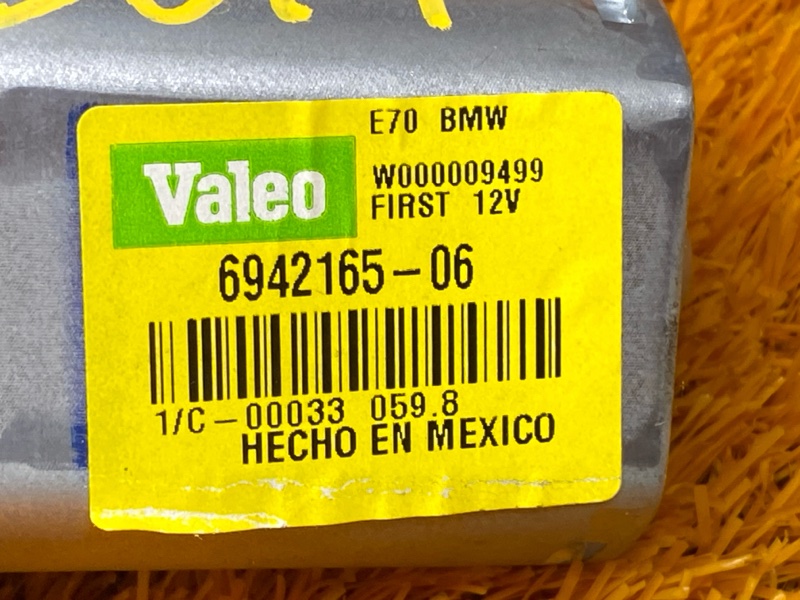 E70 BMW
Valeo
W000009499
FIRST 12V
6942165-06
1/C-00033 059.8
HECHO EN MEXICO